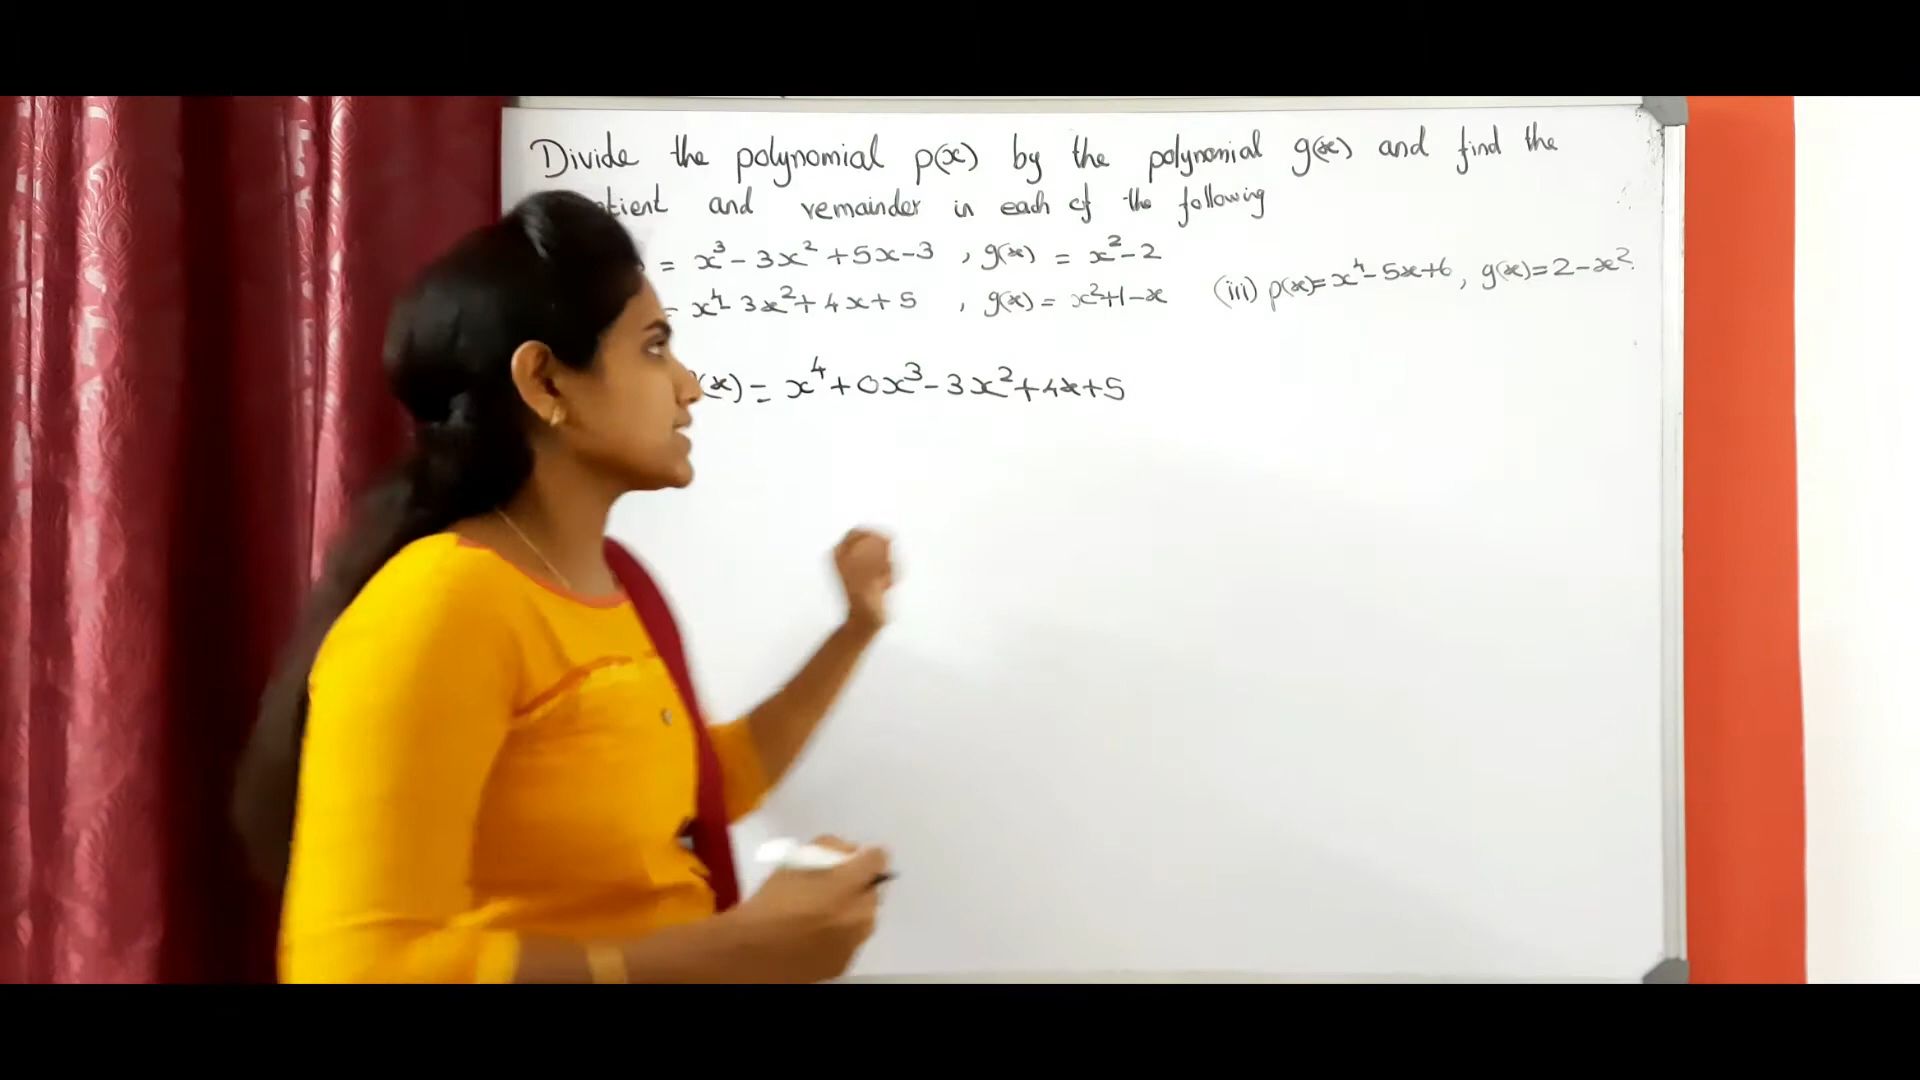 Divide the polynomial p(x) by the polynomial g(x) and find the
and remainder in each of the following
= x³ - 3x² + 5x - 3 , g(x) = x² - 2
= x⁴ - 3x² + 4x + 5 , g(x) = x² + 1 - x
(iii) p(x) = x⁴ - 5x + 6 , g(x) = 2 - x².
(x) = x⁴ + 0x³ - 3x² + 4x + 5